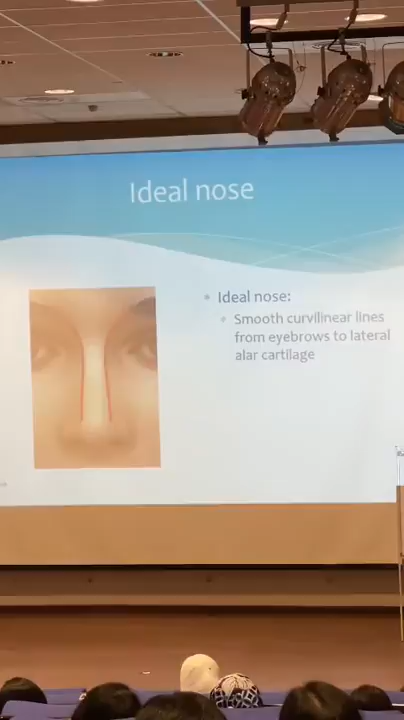 Ideal nose
• Ideal nose:
• Smooth curvilinear lines
from eyebrows to lateral
alar cartilage